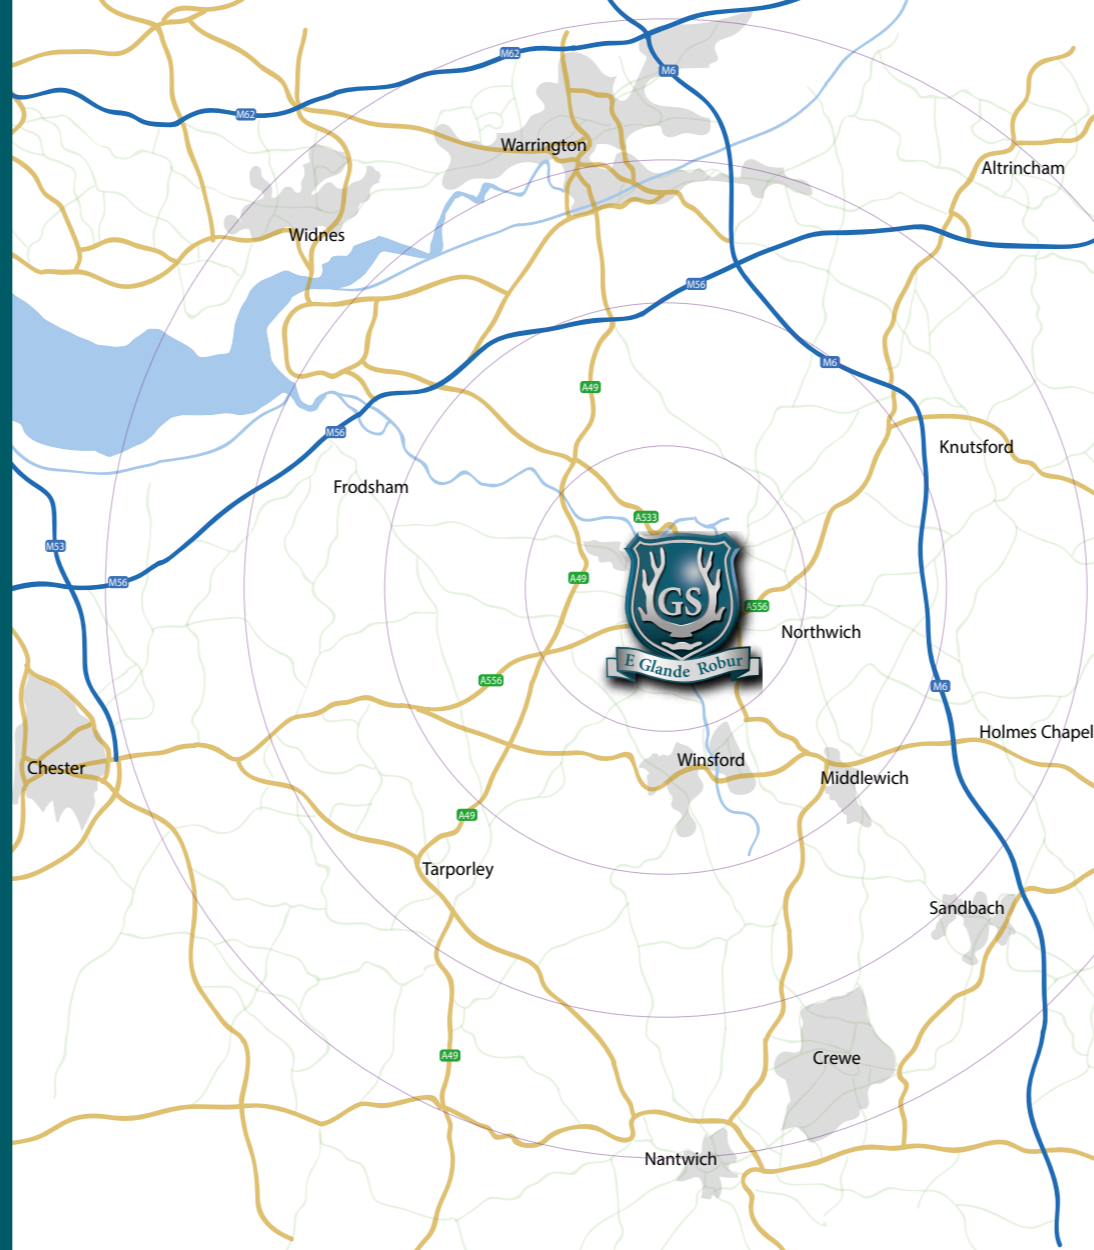 M62
M6
M62
Warrington
Altrincham
Widnes
M56
M6
A49
M56
Knutsford
Frodsham
A533
M53
A49
M56
GS
A556
Northwich
E Glande Robur
A556
M6
Holmes Chapel
Winsford
Chester
Middlewich
A49
Tarporley
Sandbach
A49
Crewe
Nantwich